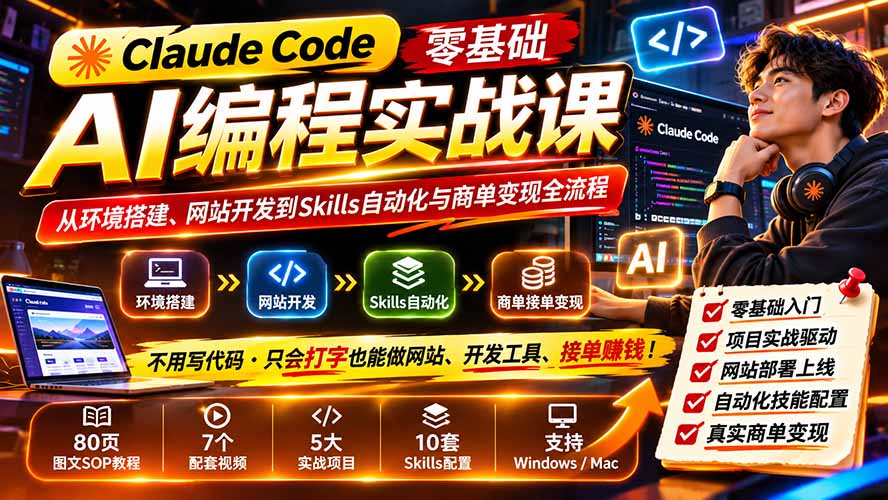 Claude Code
零基础
AI编程实战课
从环境搭建、网站开发到Skills自动化与商单变现全流程
</>
Claude Code
AI
环境搭建
网站开发
Skills自动化
商单接单变现
不用写代码·只会打字也能做网站、开发工具、接单赚钱!
零基础入门
项目实战驱动
网站部署上线
自动化技能配置
真实商单变现
80页
图文SOP教程
7个
配套视频
5大
实战项目
10套
Skills配置
支持
Windows / Mac